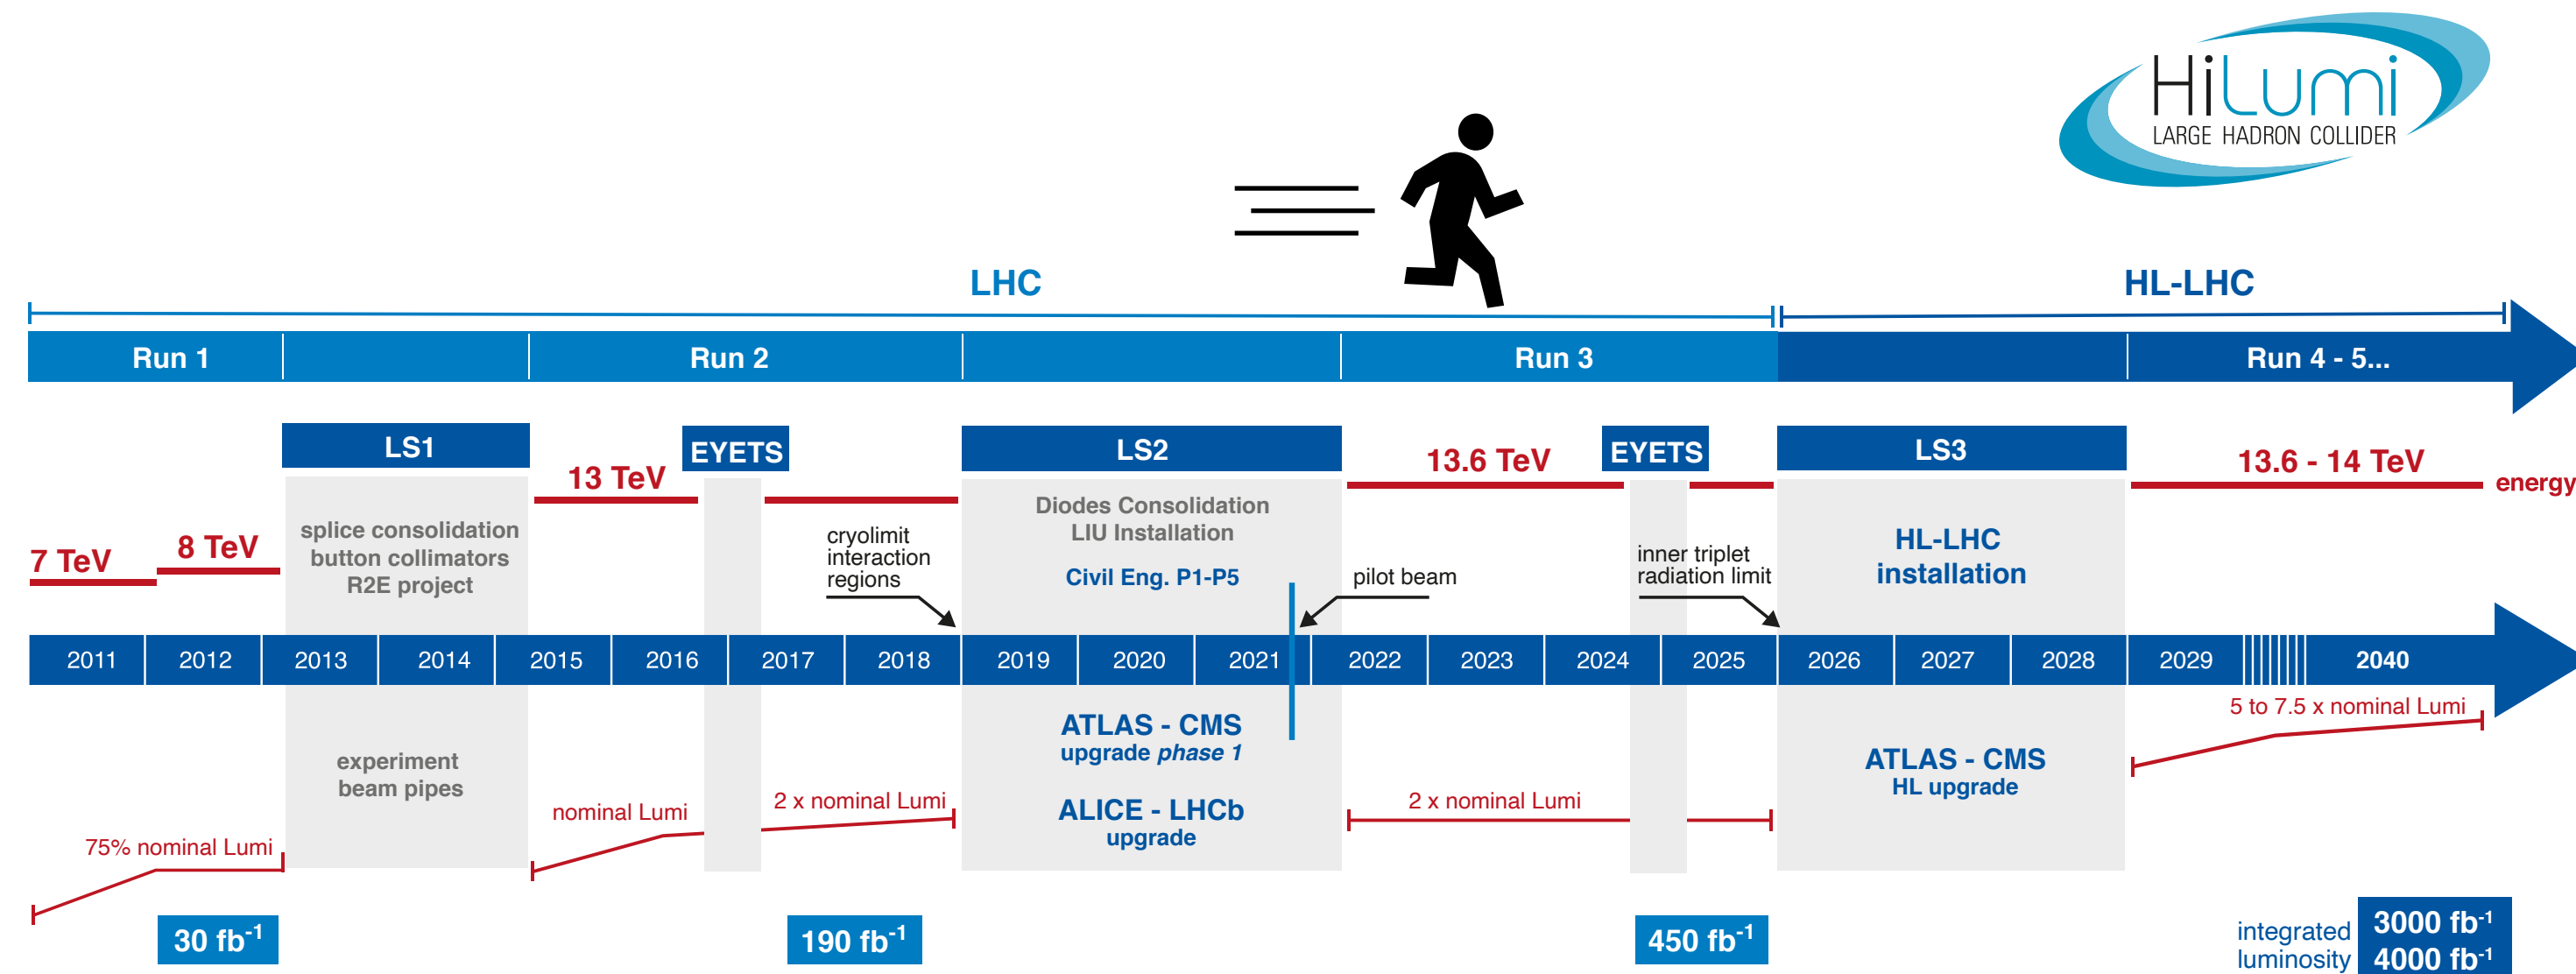 HiLumi
LARGE HADRON COLLIDER
LHC
HL-LHC
Run 1
Run 2
Run 3
Run 4 - 5...
LS1
EYETS
LS2
EYETS
LS3
13 TeV
13.6 TeV
13.6 - 14 TeV
energy
7 TeV
8 TeV
splice consolidation
button collimators
R2E project
cryolimit
interaction
regions
Diodes Consolidation
LIU Installation
Civil Eng. P1-P5
pilot beam
inner triplet
radiation limit
HL-LHC
installation
2011
2012
2013
2014
2015
2016
2017
2018
2019
2020
2021
2022
2023
2024
2025
2026
2027
2028
2029
2040
experiment
beam pipes
ATLAS - CMS
upgrade phase 1
ALICE - LHCb
upgrade
ATLAS - CMS
HL upgrade
5 to 7.5 x nominal Lumi
75% nominal Lumi
nominal Lumi
2 x nominal Lumi
2 x nominal Lumi
30 fb⁻¹
190 fb⁻¹
450 fb⁻¹
integrated
luminosity
3000 fb⁻¹
4000 fb⁻¹